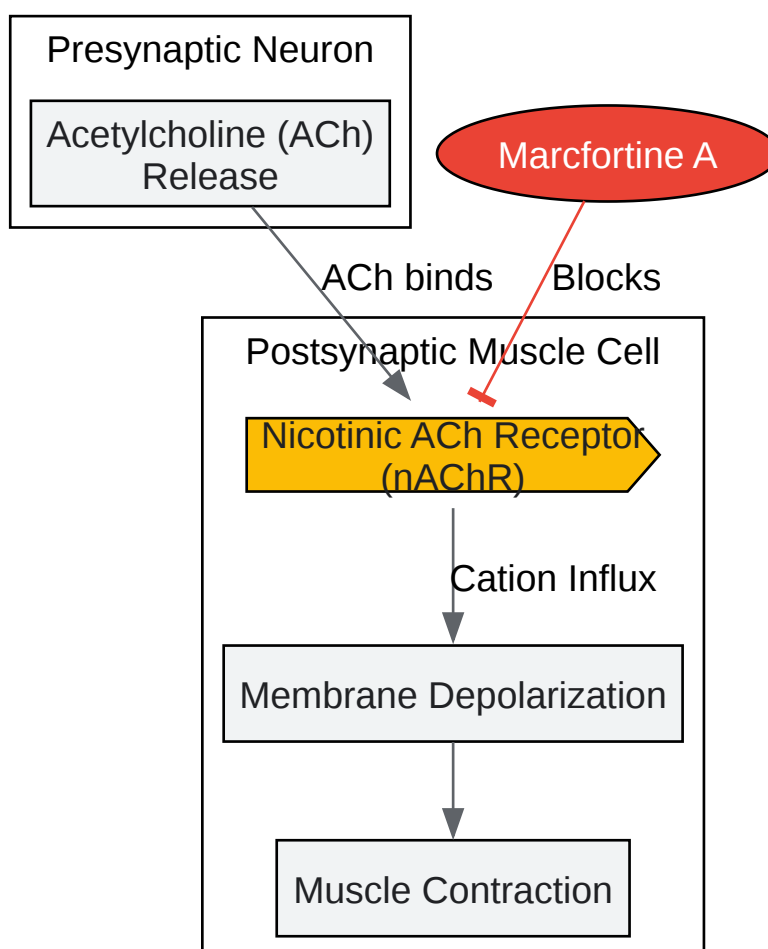 Presynaptic Neuron
Acetylcholine (ACh)
Release
Marcfortine A
ACh binds
Blocks
Postsynaptic Muscle Cell
Nicotinic ACh Receptor
(nAChR)
Cation Influx
Membrane Depolarization
Muscle Contraction